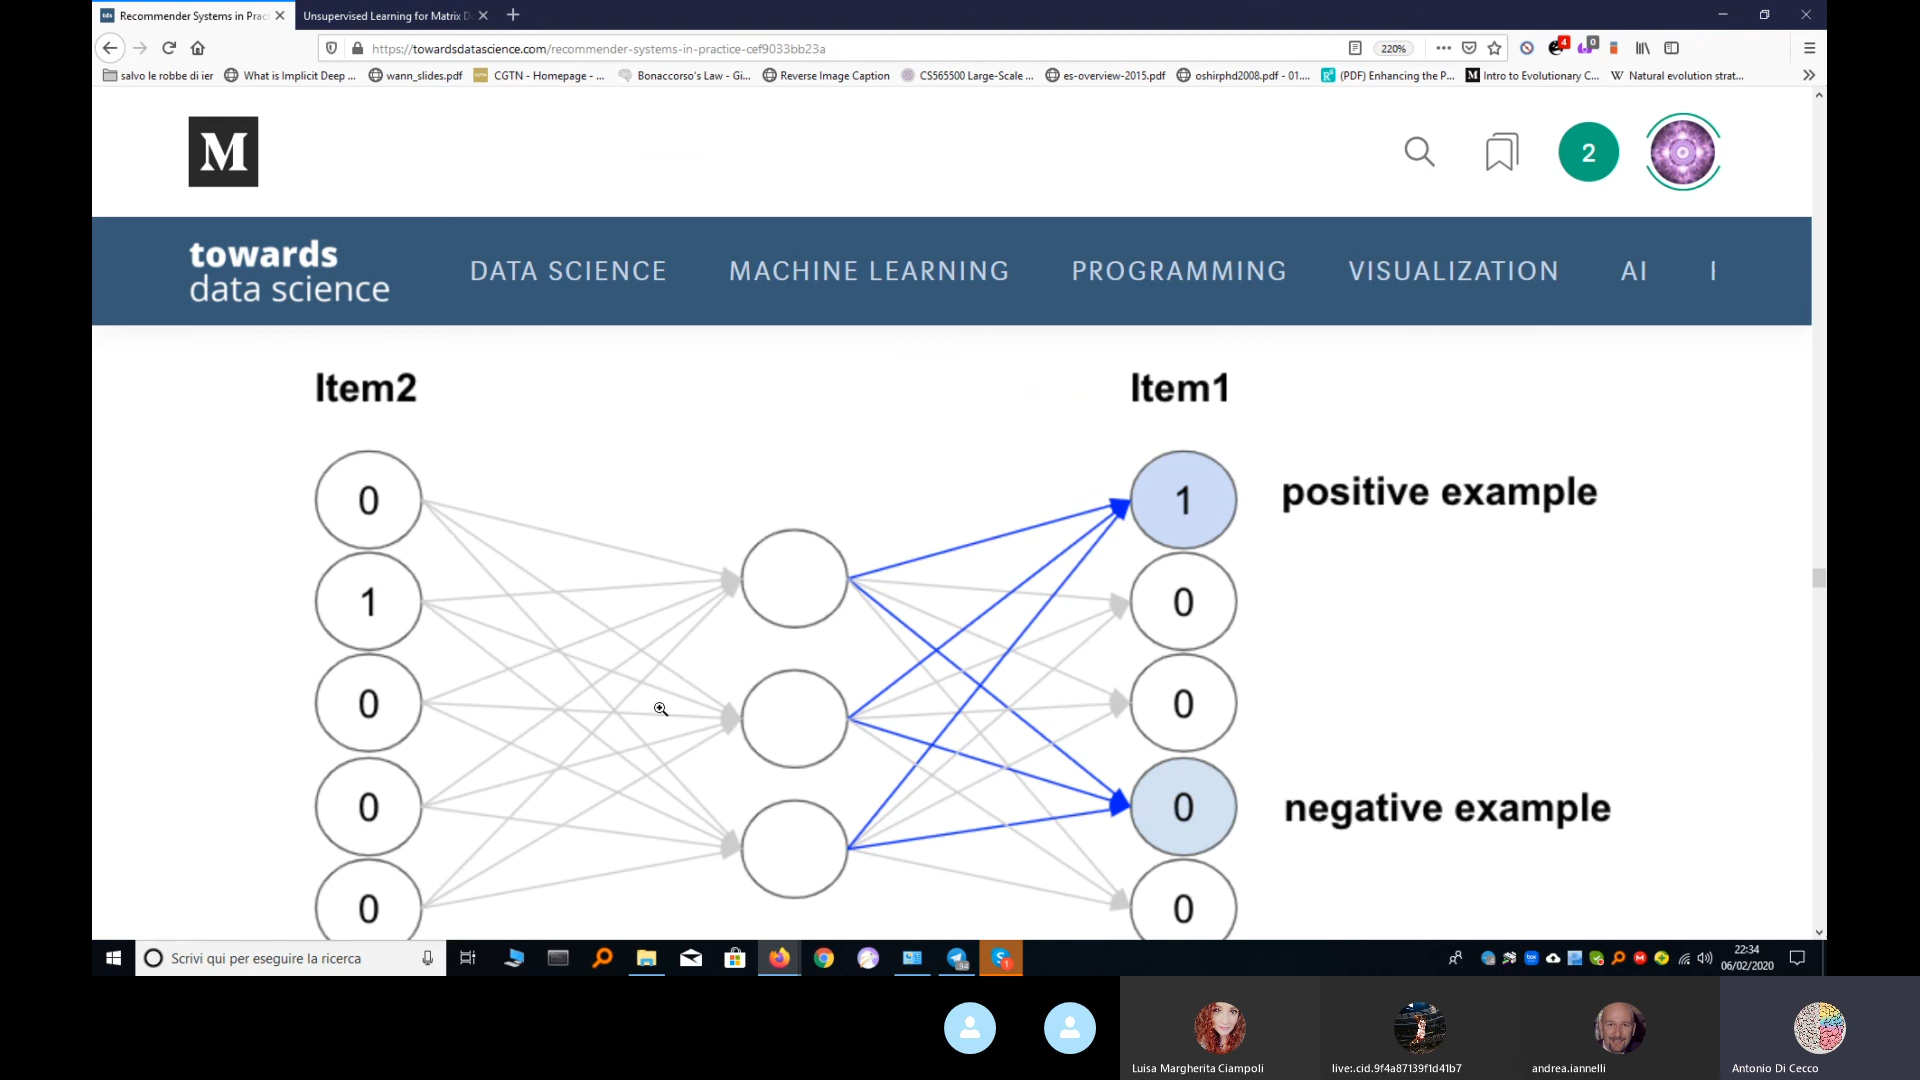 Recommender Systems in Prac
Unsupervised Learning for Matrix D
https://towardsdatascience.com/recommender-systems-in-practice-cef9033bb23a
220%
4
0
salvo le robbe di ier
What is Implicit Deep ...
wann_slides.pdf
CGTN - Homepage - ...
Bonaccorso's Law - Gi...
Reverse Image Caption
CS565500 Large-Scale ...
es-overview-2015.pdf
oshirphd2008.pdf - 01....
(PDF) Enhancing the P...
Intro to Evolutionary C...
Natural evolution strat...
M
2
towards
data science
DATA SCIENCE
MACHINE LEARNING
PROGRAMMING
VISUALIZATION
AI
Item2
Item1
0
1
positive example
1
0
0
0
0
0
negative example
0
0
Scrivi qui per eseguire la ricerca
22:34
06/02/2020
Luisa Margherita Ciampoli
live:.cid.9f4a87139f1d41b7
andrea.iannelli
Antonio Di Cecco